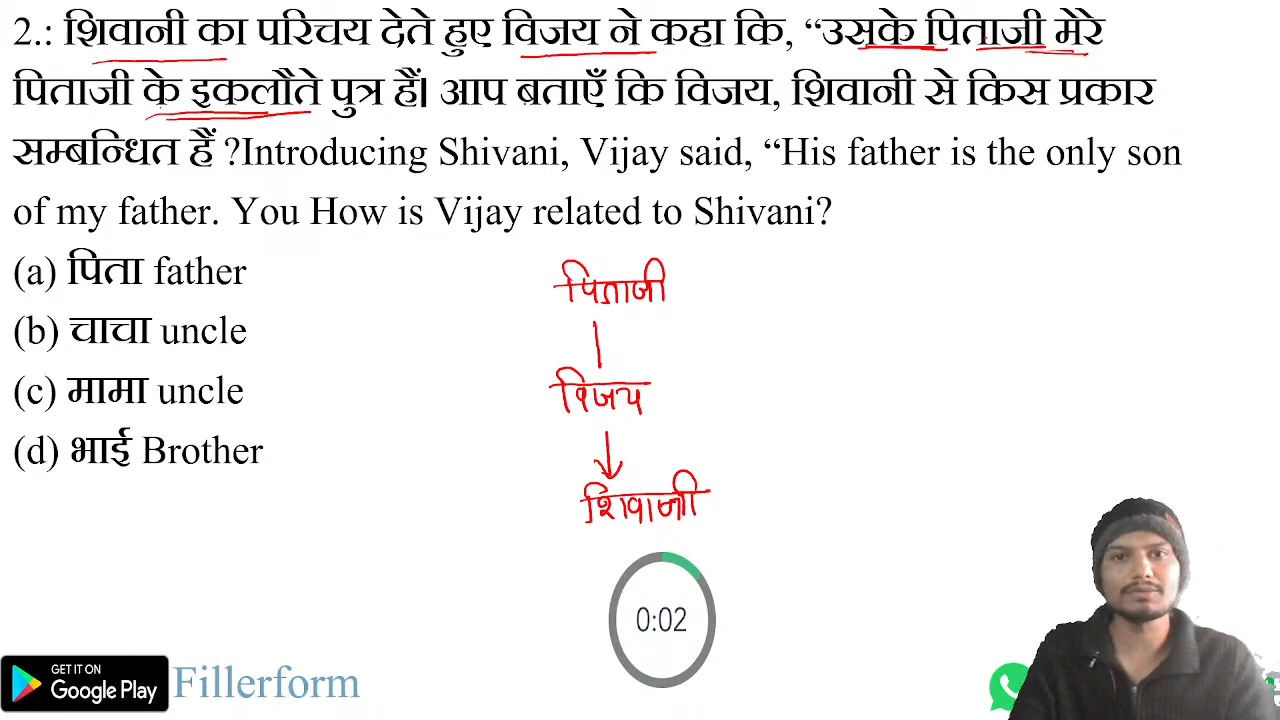 2.: शिवानी का परिचय देते हुए विजय ने कहा कि, “उसके पिताजी मेरे
पिताजी के इकलौते पुत्र हैं। आप बताएँ कि विजय, शिवानी से किस प्रकार
सम्बन्धित हैं ?Introducing Shivani, Vijay said, “His father is the only son
of my father. You How is Vijay related to Shivani?
(a) पिता father
(b) चाचा uncle
(c) मामा uncle
(d) भाई Brother
पिताजी
विजय
शिवानी
0:02
GET IT ON
Google Play
Fillerform